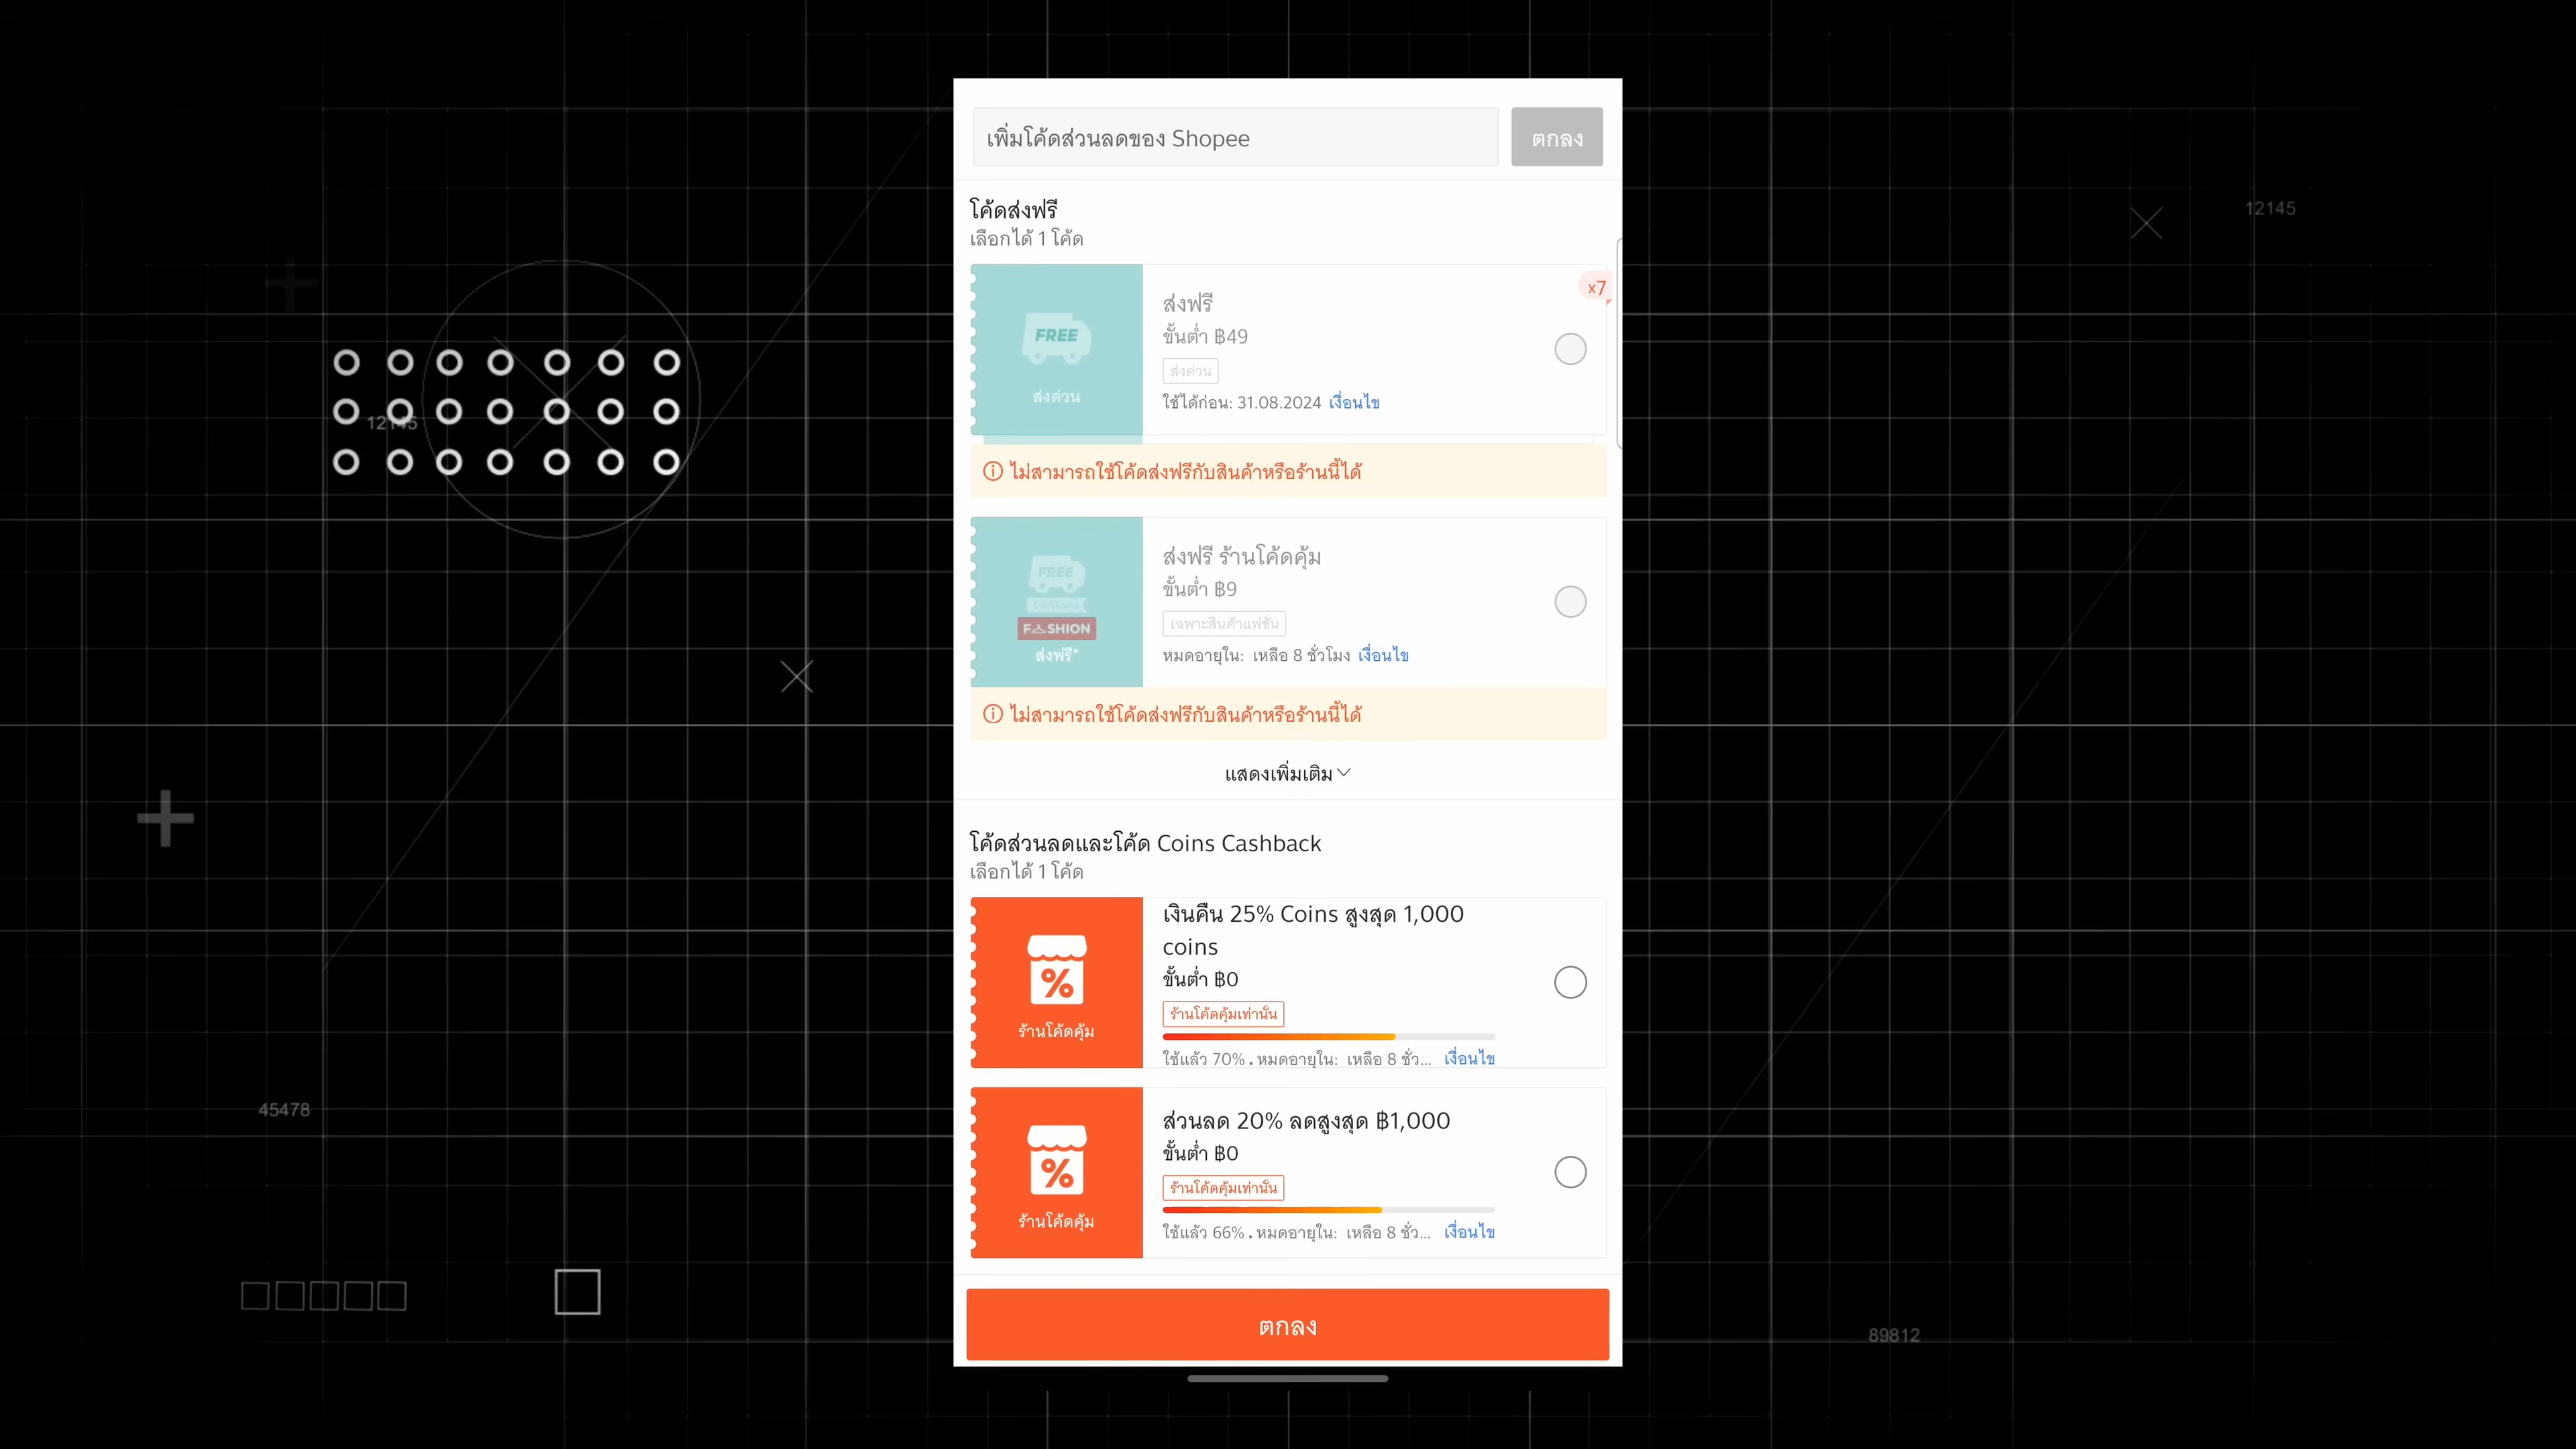 เพิ่มโค้ดส่วนลดของ Shopee
ตกลง
โค้ดส่งฟรี
เลือกได้ 1 โค้ด
x7
FREE
ส่งด่วน
ส่งฟรี
ขั้นต่ำ ฿49
ส่งด่วน
ใช้ได้ก่อน: 31.08.2024 เงื่อนไข
ไม่สามารถใช้โค้ดส่งฟรีกับสินค้าหรือร้านนี้ได้
FREE
ร้านโค้ดคุ้ม
FASHION
ส่งฟรี*
ส่งฟรี ร้านโค้ดคุ้ม
ขั้นต่ำ ฿9
เฉพาะสินค้าแฟชั่น
หมดอายุใน: เหลือ 8 ชั่วโมง เงื่อนไข
ไม่สามารถใช้โค้ดส่งฟรีกับสินค้าหรือร้านนี้ได้
แสดงเพิ่มเติม
โค้ดส่วนลดและโค้ด Coins Cashback
เลือกได้ 1 โค้ด
%
ร้านโค้ดคุ้ม
เงินคืน 25% Coins สูงสุด 1,000
coins
ขั้นต่ำ ฿0
ร้านโค้ดคุ้มเท่านั้น
ใช้แล้ว 70% . หมดอายุใน: เหลือ 8 ชั่ว... เงื่อนไข
%
ร้านโค้ดคุ้ม
ส่วนลด 20% ลดสูงสุด ฿1,000
ขั้นต่ำ ฿0
ร้านโค้ดคุ้มเท่านั้น
ใช้แล้ว 66% . หมดอายุใน: เหลือ 8 ชั่ว... เงื่อนไข
ตกลง
12145
12145
45478
89812